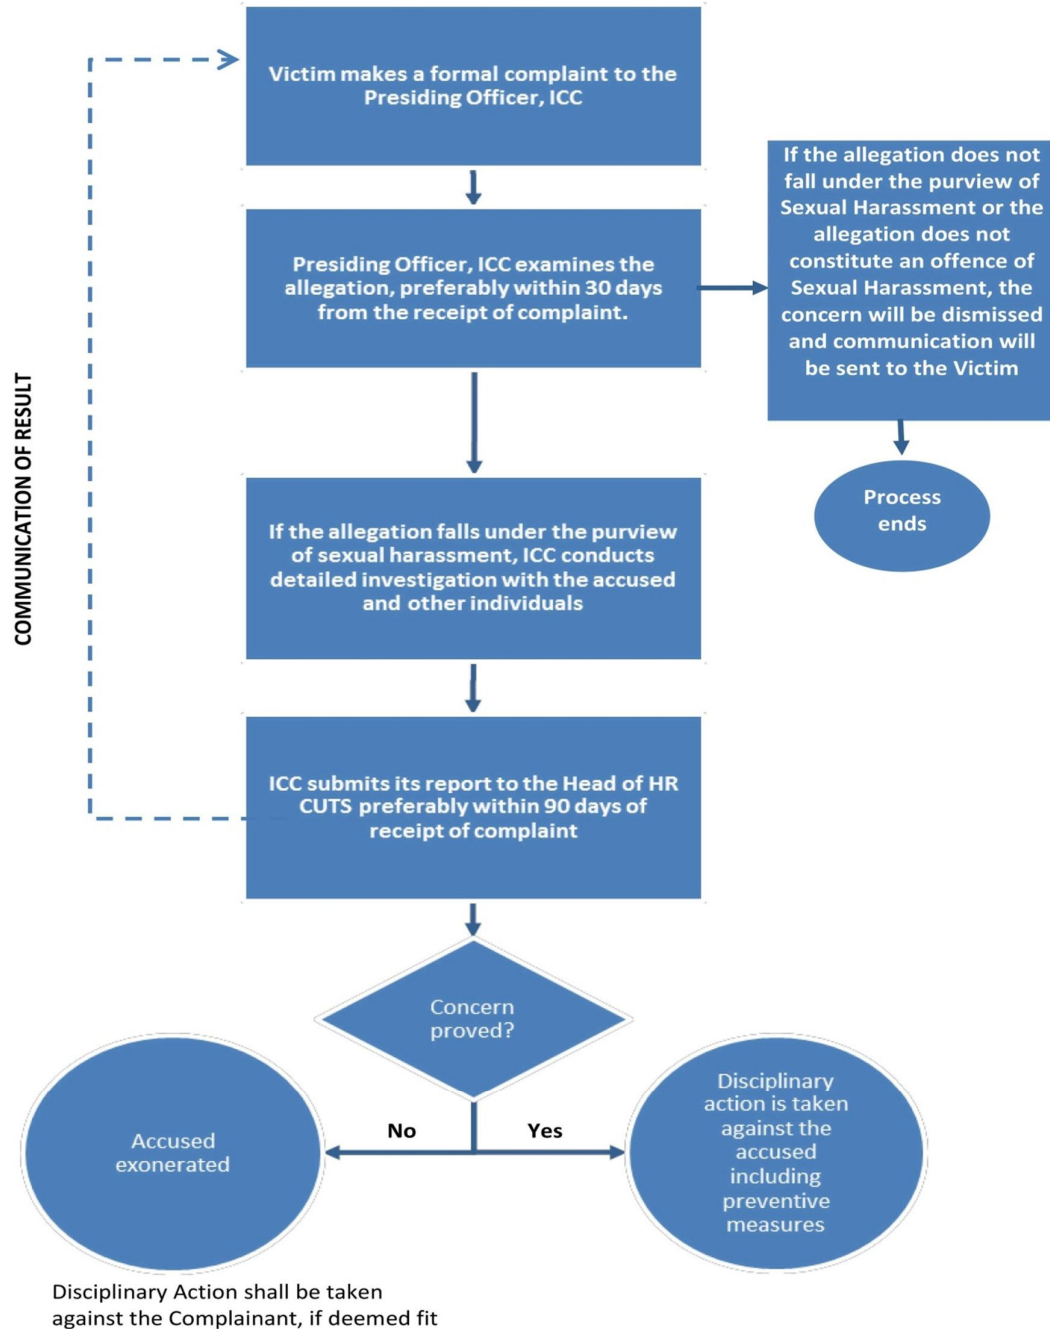 Victim makes a formal complaint to the
Presiding Officer, ICC
If the allegation does not
fall under the purview of
Sexual Harassment or the
allegation does not
constitute an offence of
Sexual Harassment, the
concern will be dismissed
and communication will
be sent to the Victim
Presiding Officer, ICC examines the
allegation, preferably within 30 days
from the receipt of complaint.
Process
ends
COMMUNICATION OF RESULT
If the allegation falls under the purview
of sexual harassment, ICC conducts
detailed investigation with the accused
and other individuals
ICC submits its report to the Head of HR
CUTS preferably within 90 days of
receipt of complaint
Concern
proved?
No
Yes
Accused
exonerated
Disciplinary
action is taken
against the
accused
including
preventive
measures
Disciplinary Action shall be taken
against the Complainant, if deemed fit